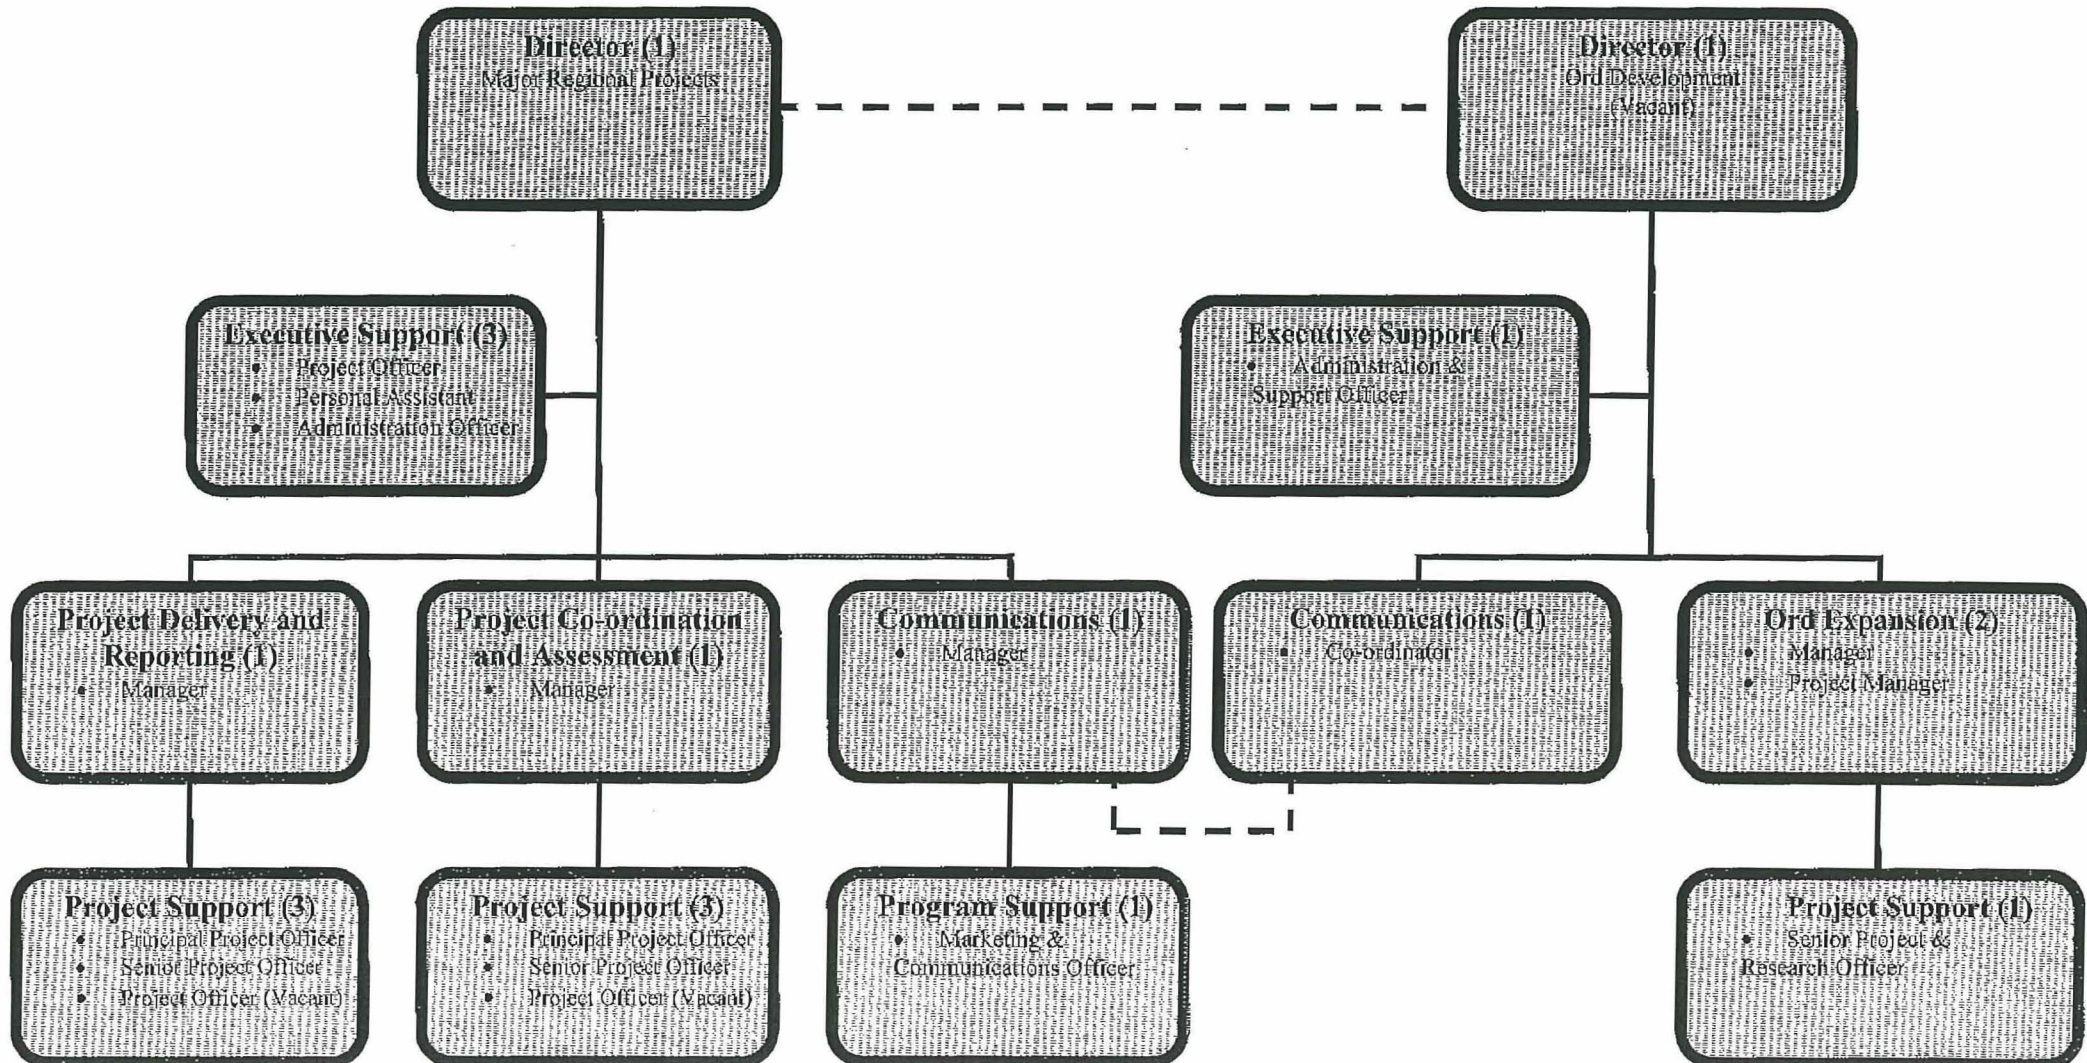 Director (1)
Major Regional Projects
Director (1)
Ord Development
(Vacant)
Executive Support (3)
• Project Officer
• Personal Assistant
• Administration Officer
Executive Support (1)
• Administration &
Support Officer
Project Delivery and
Reporting (1)
• Manager
Project Co-ordination
and Assessment (1)
• Manager
Communications (1)
• Manager
Communications (1)
• Co-ordinator
Ord Expansion (2)
• Manager
• Project Manager
Project Support (3)
• Principal Project Officer
• Senior Project Officer
• Project Officer (Vacant)
Project Support (3)
• Principal Project Officer
• Senior Project Officer
• Project Officer (Vacant)
Program Support (1)
• Marketing &
Communications Officer
Project Support (1)
• Senior Project &
Research Officer